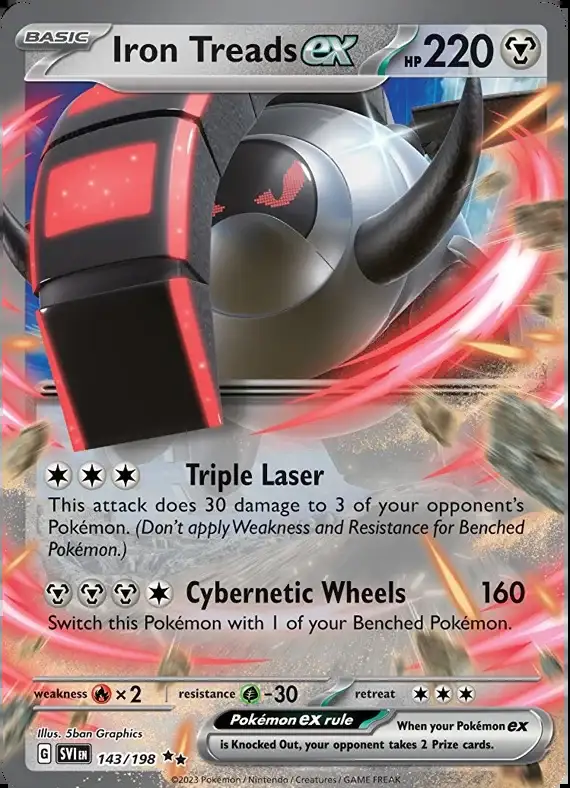 BASIC Iron Treads ex HP 220
Triple Laser
This attack does 30 damage to 3 of your opponent's
Pokémon. (Don't apply Weakness and Resistance for Benched
Pokémon.)
Cybernetic Wheels 160
Switch this Pokémon with 1 of your Benched Pokémon.
weakness ×2 resistance -30 retreat
Illus. 5ban Graphics
Pokémon ex rule When your Pokémon ex
is Knocked Out, your opponent takes 2 Prize cards.
G SVI EN 143/198
©2023 Pokémon / Nintendo / Creatures / GAME FREAK